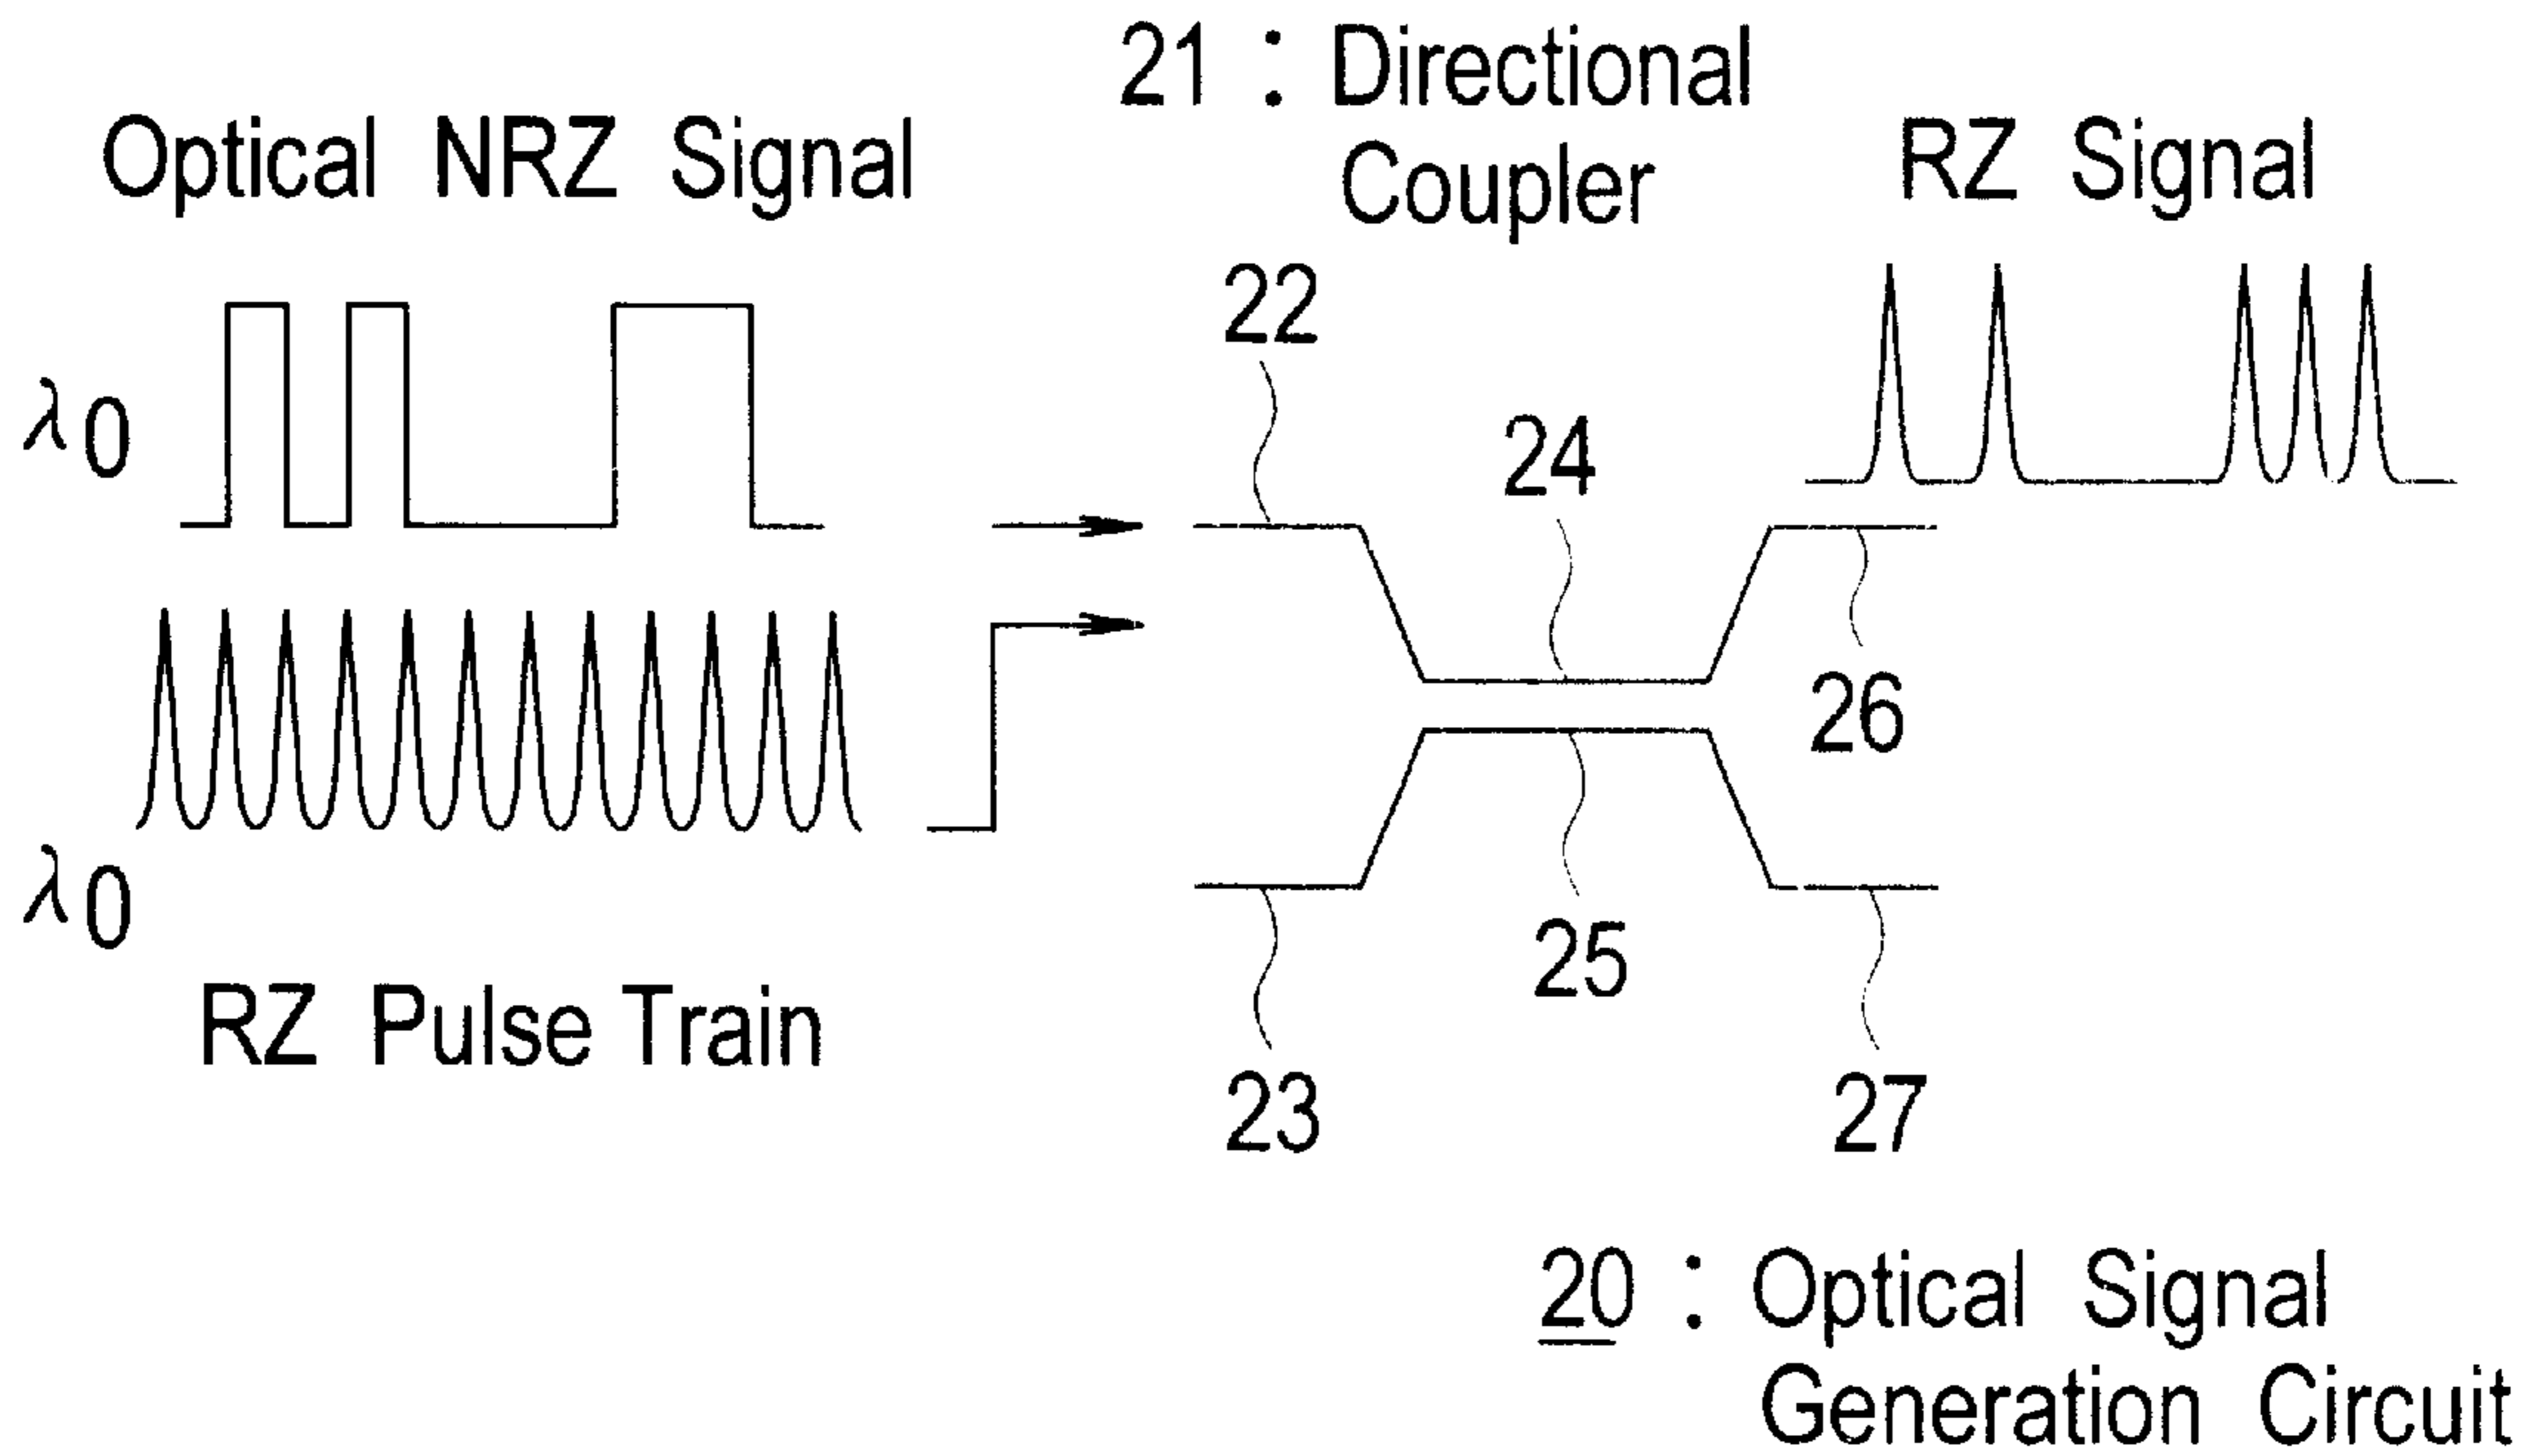 21 : Directional
Coupler
Optical NRZ Signal
RZ Signal
22
λ0
24
26
λ0
25
RZ Pulse Train
23
27
20 : Optical Signal
Generation Circuit